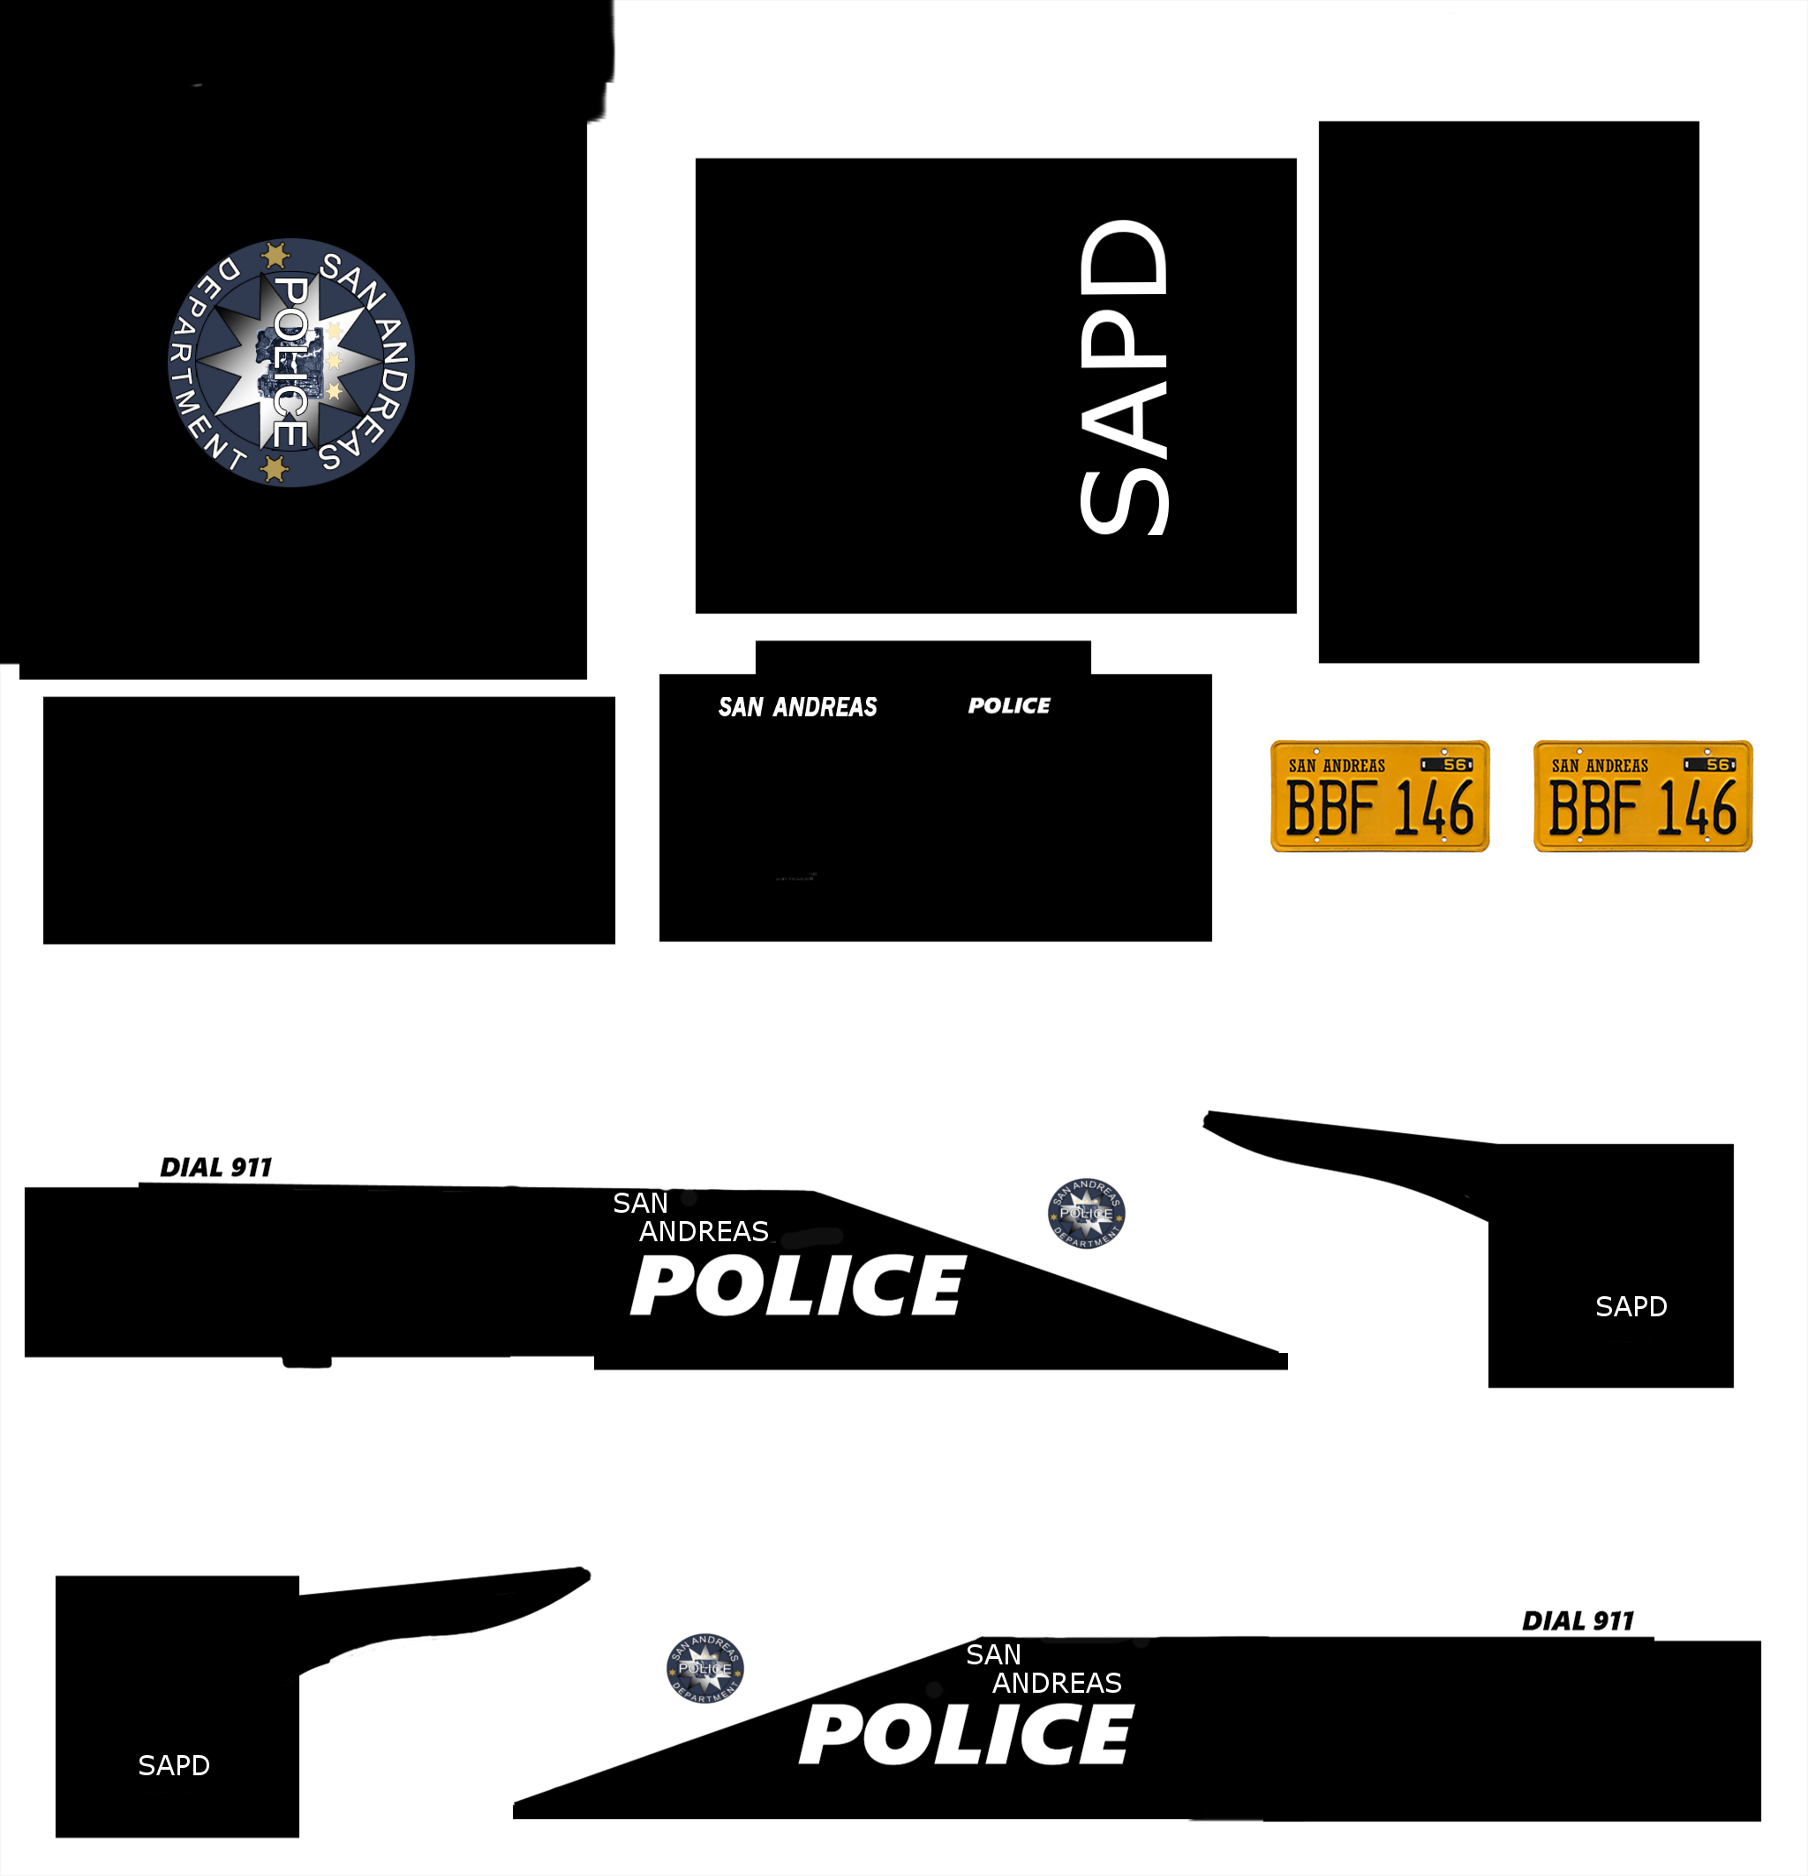 SAN ANDREAS
POLICE
DEPARTMENT
SAPD
SAN ANDREAS POLICE
SAN ANDREAS 56
BBF 146
SAN ANDREAS 56
BBF 146
DIAL 911
SAN
ANDREAS
POLICE
SAN ANDREAS
POLICE
DEPARTMENT
SAPD
SAPD
SAN ANDREAS
POLICE
DEPARTMENT
DIAL 911
SAN
ANDREAS
POLICE